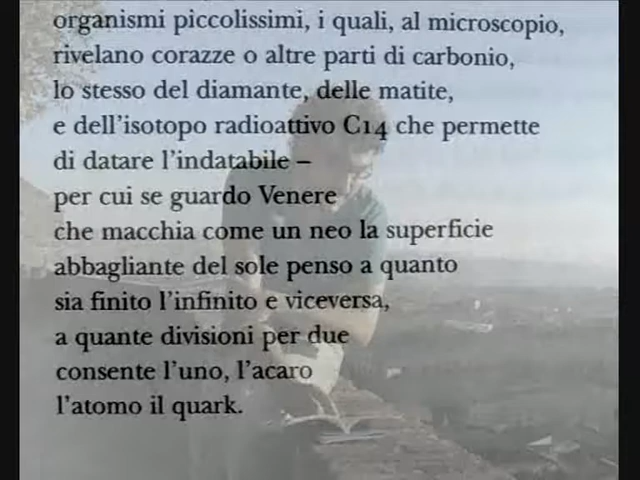 organismi piccolissimi, i quali, al microscopio,
rivelano corazze o altre parti di carbonio,
lo stesso del diamante, delle matite,
e dell'isotopo radioattivo C14 che permette
di datare l'indatabile –
per cui se guardo Venere
che macchia come un neo la superficie
abbagliante del sole penso a quanto
sia finito l'infinito e viceversa,
a quante divisioni per due
consente l'uno, l'acaro
l'atomo il quark.